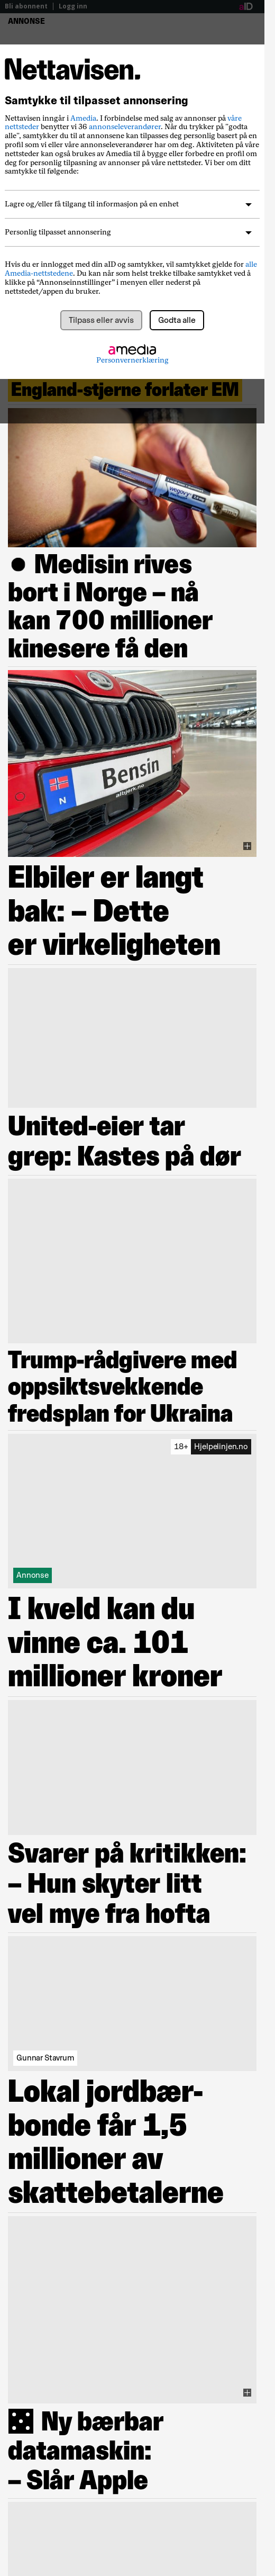 Bli abonnent | Logg inn
aID
ANNONSE
Nettavisen.
Samtykke til tilpasset annonsering
Nettavisen inngår i Amedia. I forbindelse med salg av annonser på våre
nettsteder benytter vi 36 annonseleverandører. Når du trykker på "godta
alle", samtykker du til at annonsene kan tilpasses deg personlig basert på en
profil som vi eller våre annonseleverandører har om deg. Aktiviteten på våre
nettsteder kan også brukes av Amedia til å bygge eller forbedre en profil om
deg for personlig tilpasning av annonser på våre nettsteder. Vi ber om ditt
samtykke til følgende:
Lagre og/eller få tilgang til informasjon på en enhet
Personlig tilpasset annonsering
Hvis du er innlogget med din aID og samtykker, vil samtykket gjelde for alle
Amedia-nettstedene. Du kan når som helst trekke tilbake samtykket ved å
klikke på “Annonseinnstillinger” i menyen eller nederst på
nettstedet/appen du bruker.
Tilpass eller avvis
Godta alle
amedia
Personvernerklæring
England-stjerne forlater EM
wegovy
Medisin rives
bort i Norge – nå
kan 700 millioner
kinesere få den
N
Bensin
altjerk.no
Elbiler er langt
bak: – Dette
er virkeligheten
United-eier tar
grep: Kastes på dør
Trump-rådgivere med
oppsiktsvekkende
fredsplan for Ukraina
18+ Hjelpelinjen.no
Annonse
I kveld kan du
vinne ca. 101
millioner kroner
Svarer på kritikken:
– Hun skyter litt
vel mye fra hofta
Gunnar Stavrum
Lokal jordbær-
bonde får 1,5
millioner av
skattebetalerne
Ny bærbar
datamaskin:
– Slår Apple